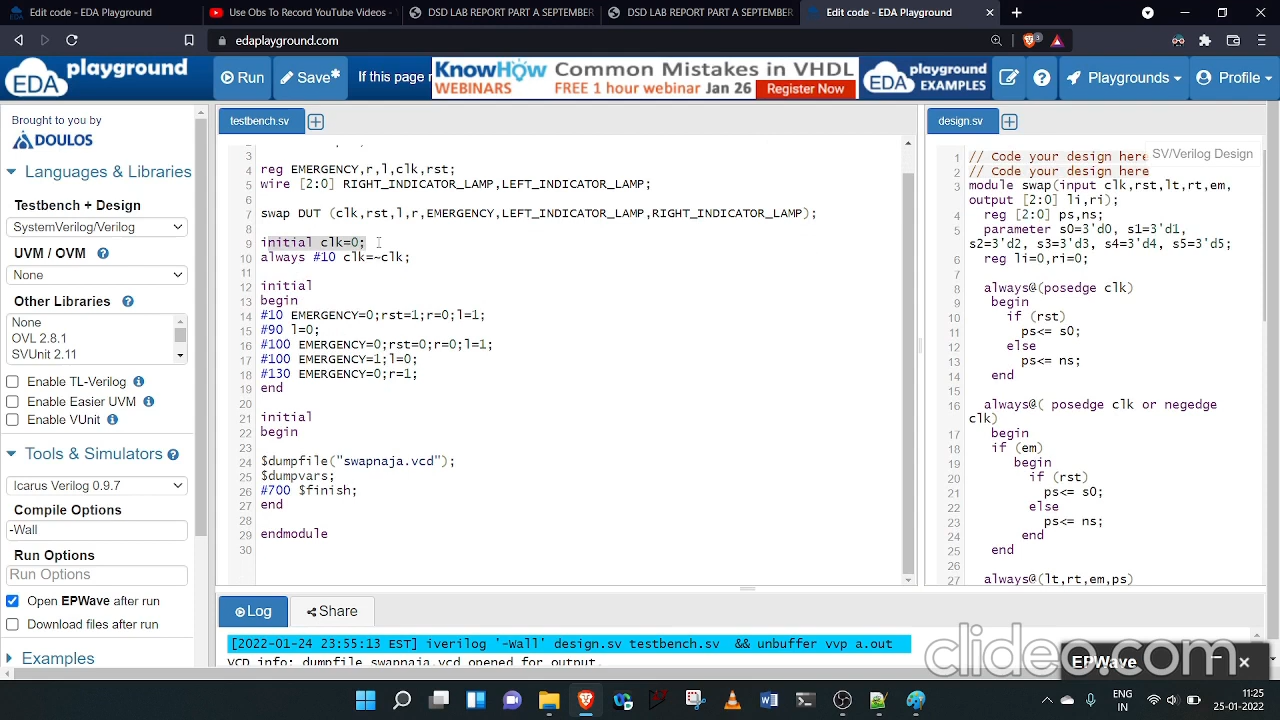 Edit code - EDA Playground
Use Obs To Record YouTube Videos -
DSD LAB REPORT PART A SEPTEMBER
DSD LAB REPORT PART A SEPTEMBER
Edit code - EDA Playground
edaplayground.com
EDA playground
Run
Save*
If this page r
KnowHow WEBINARS
Common Mistakes in VHDL
FREE 1 hour webinar Jan 26
Register Now
EDA playground EXAMPLES
Playgrounds
Profile
Brought to you by
DOULOS
Languages & Libraries
Testbench + Design
SystemVerilog/Verilog
UVM / OVM
None
Other Libraries
None
OVL 2.8.1
SVUnit 2.11
Enable TL-Verilog
Enable Easier UVM
Enable VUnit
Tools & Simulators
Icarus Verilog 0.9.7
Compile Options
-Wall
Run Options
Run Options
Open EPWave after run
Download files after run
Examples
testbench.sv
3
4 reg EMERGENCY,r,l,clk,rst;
5 wire [2:0] RIGHT_INDICATOR_LAMP,LEFT_INDICATOR_LAMP;
6
7 swap DUT (clk,rst,l,r,EMERGENCY,LEFT_INDICATOR_LAMP,RIGHT_INDICATOR_LAMP);
8
9 initial clk=0;
10 always #10 clk=~clk;
11
12 initial
13 begin
14 #10 EMERGENCY=0;rst=1;r=0;l=1;
15 #90 l=0;
16 #100 EMERGENCY=0;rst=0;r=0;l=1;
17 #100 EMERGENCY=1;l=0;
18 #130 EMERGENCY=0;r=1;
19 end
20
21 initial
22 begin
23
24 $dumpfile("swapnaja.vcd");
25 $dumpvars;
26 #700 $finish;
27 end
28
29 endmodule
30
design.sv
SV/Verilog Design
1 // Code your design here
2 // Code your design here
3 module swap(input clk,rst,lt,rt,em,
output [2:0] li,ri);
4 reg [2:0] ps,ns;
5 parameter s0=3'd0, s1=3'd1,
s2=3'd2, s3=3'd3, s4=3'd4, s5=3'd5;
6 reg li=0,ri=0;
7
8 always@(posedge clk)
9 begin
10 if (rst)
11 ps<= s0;
12 else
13 ps<= ns;
14 end
15
16 always@( posedge clk or negedge
clk)
17 begin
18 if (em)
19 begin
20 if (rst)
21 ps<= s0;
22 else
23 ps<= ns;
24 end
25 end
26
27 always@(lt,rt,em,ps)
Log
Share
[2022-01-24 23:55:13 EST] iverilog '-Wall' design.sv testbench.sv && unbuffer vvp a.out
VCD info: dumpfile swapnaja.vcd opened for output.
clideo.com
EPWave
ENG
IN
11:25
25-01-2022